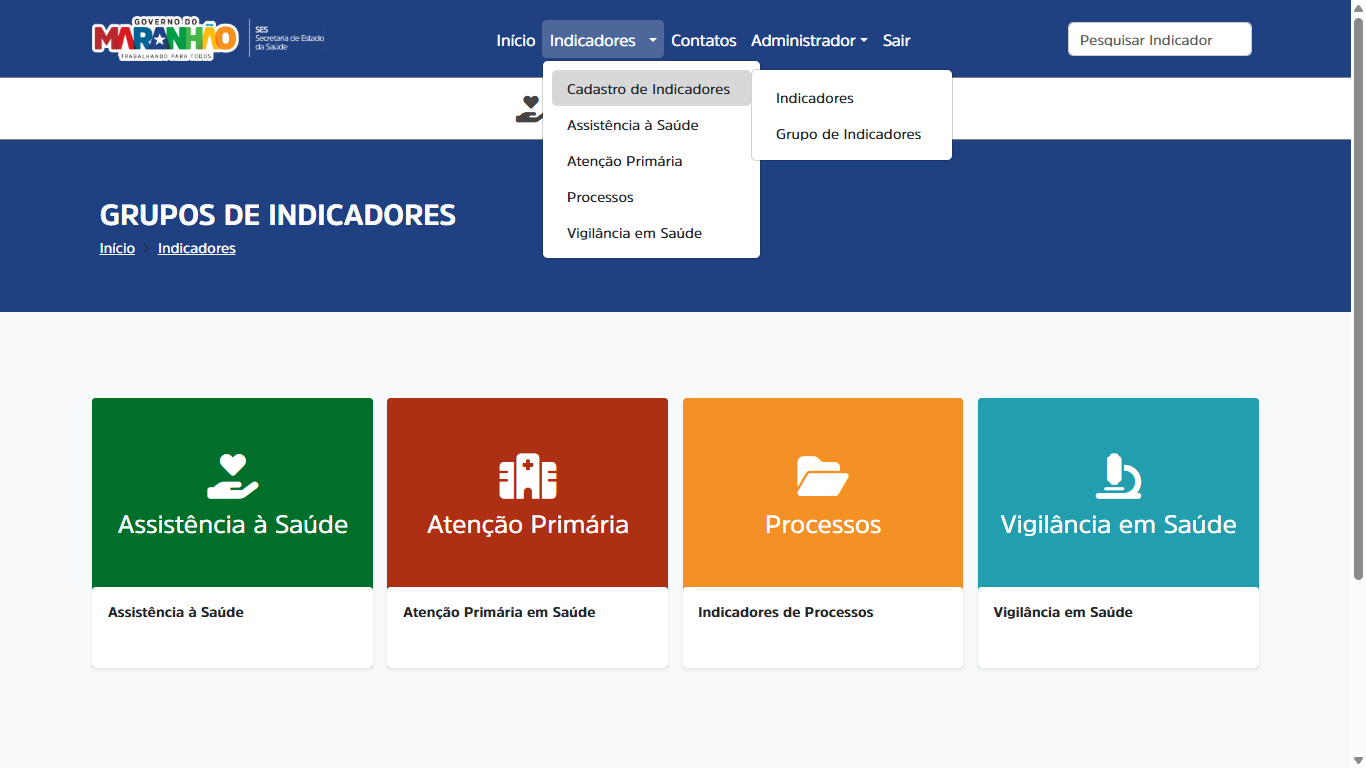 GOVERNO DO
MARANHÃO
TRABALHANDO PARA TODOS
SES
Secretaria de Estado
da Saúde
Início Indicadores Contatos Administrador Sair
Pesquisar Indicador
Cadastro de Indicadores
Assistência à Saúde
Atenção Primária
Processos
Vigilância em Saúde
Indicadores
Grupo de Indicadores
GRUPOS DE INDICADORES
Início > Indicadores
Assistência à Saúde
Assistência à Saúde
Atenção Primária
Atenção Primária em Saúde
Processos
Indicadores de Processos
Vigilância em Saúde
Vigilância em Saúde